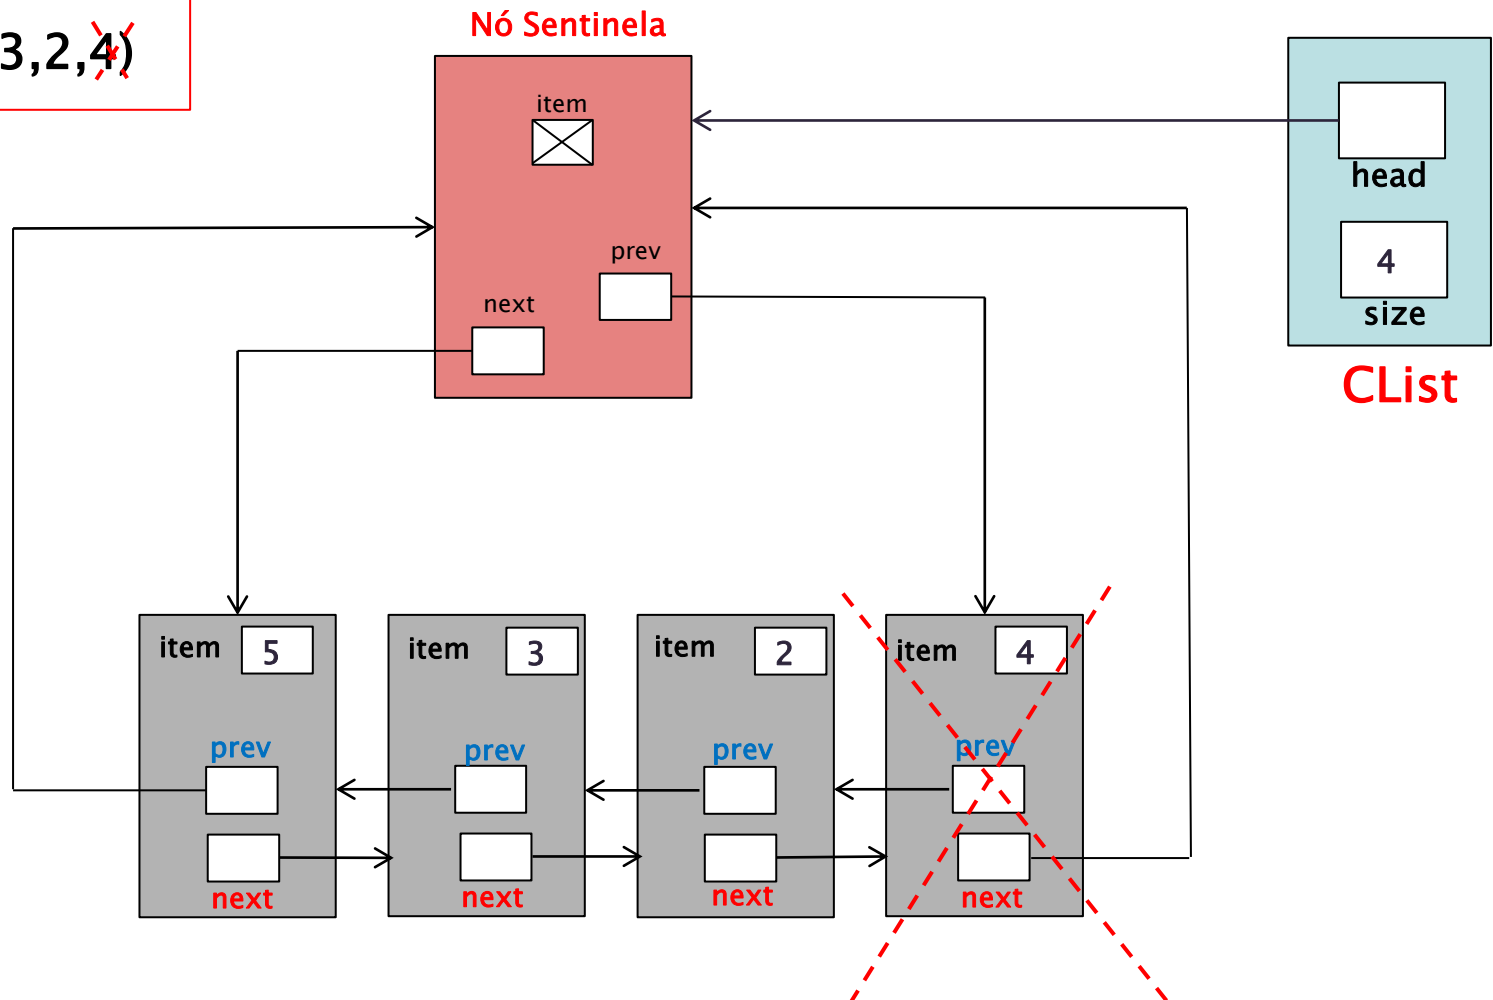 3,2,4)
Nó Sentinela
item
prev
next
head
4
size
CList
item 5
prev
next
item 3
prev
next
item 2
prev
next
item 4
prev
next